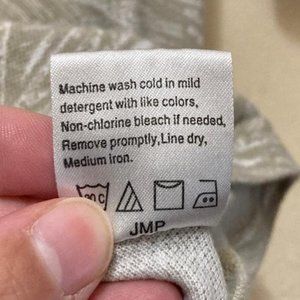 Machine wash cold in mild
detergent with like colors,
Non-chlorine bleach if needed,
Remove promptly,Line dry,
Medium iron.
30 C
JMP